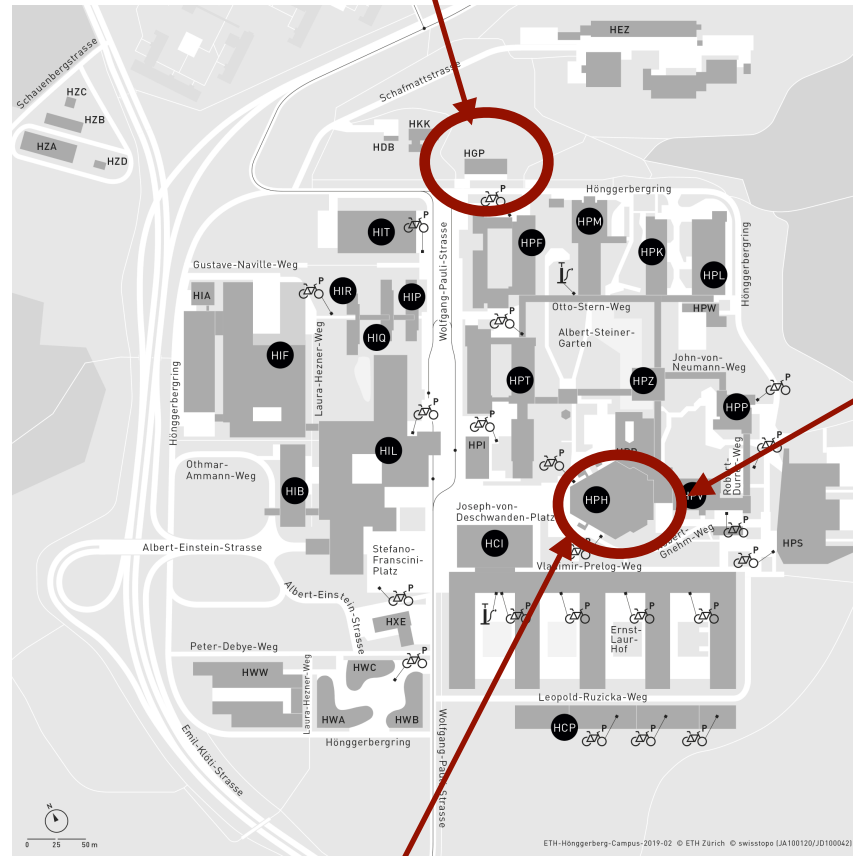 HEZ
Schauenbergstrasse
Schafmattstrasse
HZC
HZB
HZA
HZD
HKK
HDB
HGP
P
Hönggerbergring
HIT
P
HPF
HPM
HPK
HPL
Hönggerbergring
Wolfgang-Pauli-Strasse
Gustave-Naville-Weg
HIA
P
HIR
HIP
HPW
Otto-Stern-Weg
P
Albert-Steiner-
Garten
Laura-Hezner-Weg
HIQ
HIF
John-von-
Neumann-Weg
HPT
HPZ
P
HPP
Hönggerbergring
P
P
HPI
P
HIL
P
Robert-
Durrer-Weg
Othmar-
Ammann-Weg
HIB
HPH
HPV
Joseph-von-
Deschwanden-Platz
Gnehm-Weg
HPS
Albert-Einstein-Strasse
Stefano-
Franscini-
Platz
HCI
P
P
Vladimir-Prelog-Weg
Albert-Einstein-Strasse
P
P
P
P
P
HXE
Ernst-
Laur-
Hof
Peter-Debye-Weg
HWW
HWC
P
Laura-Hezner-Weg
HWA
HWB
Leopold-Ruzicka-Weg
HCP
P
P
P
Hönggerbergring
Wolfgang-Pauli-Strasse
Emil-Klöti-Strasse
N
0 25 50 m
ETH-Hönggerberg-Campus-2019-02 © ETH Zürich © swisstopo (JA100120/JD100042)